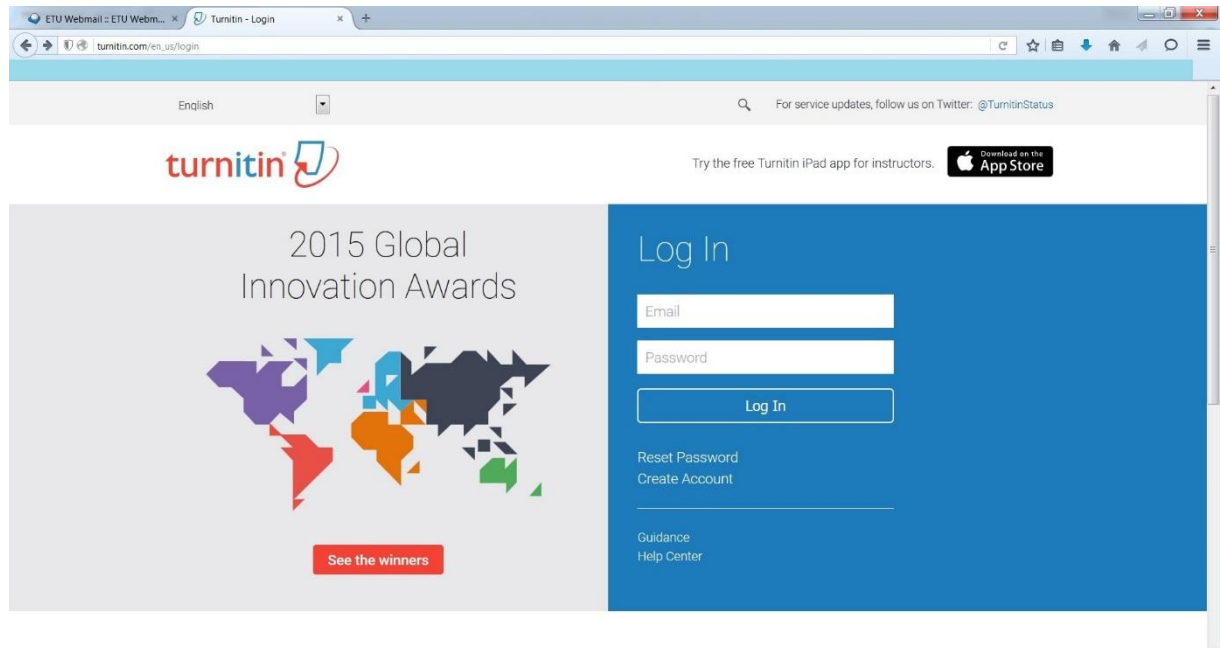 ETU Webmail :: ETU Webm...
Turnitin - Login
turnitin.com/en_us/login
English
For service updates, follow us on Twitter: @TurnitinStatus
turnitin
Try the free Turnitin iPad app for instructors.
Download on the
App Store
2015 Global
Innovation Awards
See the winners
Log In
Email
Password
Log In
Reset Password
Create Account
Guidance
Help Center